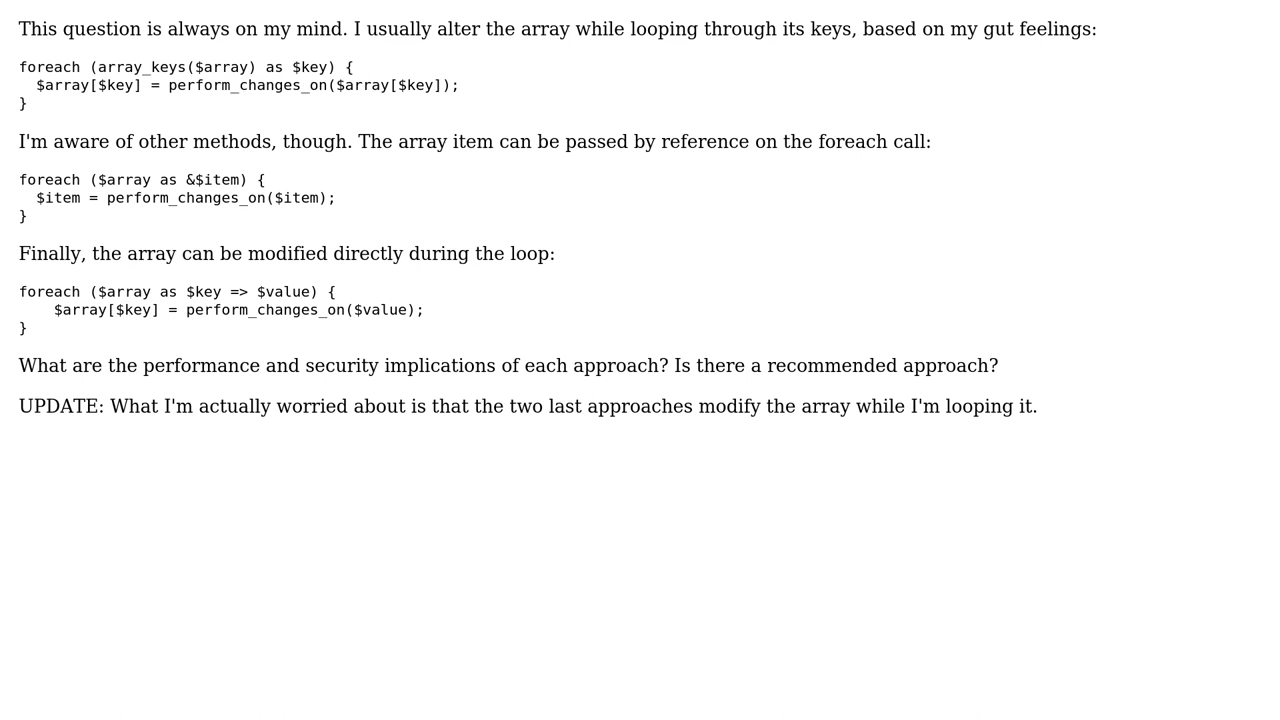 This question is always on my mind. I usually alter the array while looping through its keys, based on my gut feelings:
foreach (array_keys($array) as $key) {
  $array[$key] = perform_changes_on($array[$key]);
}
I'm aware of other methods, though. The array item can be passed by reference on the foreach call:
foreach ($array as &$item) {
  $item = perform_changes_on($item);
}
Finally, the array can be modified directly during the loop:
foreach ($array as $key => $value) {
    $array[$key] = perform_changes_on($value);
}
What are the performance and security implications of each approach? Is there a recommended approach?
UPDATE: What I'm actually worried about is that the two last approaches modify the array while I'm looping it.